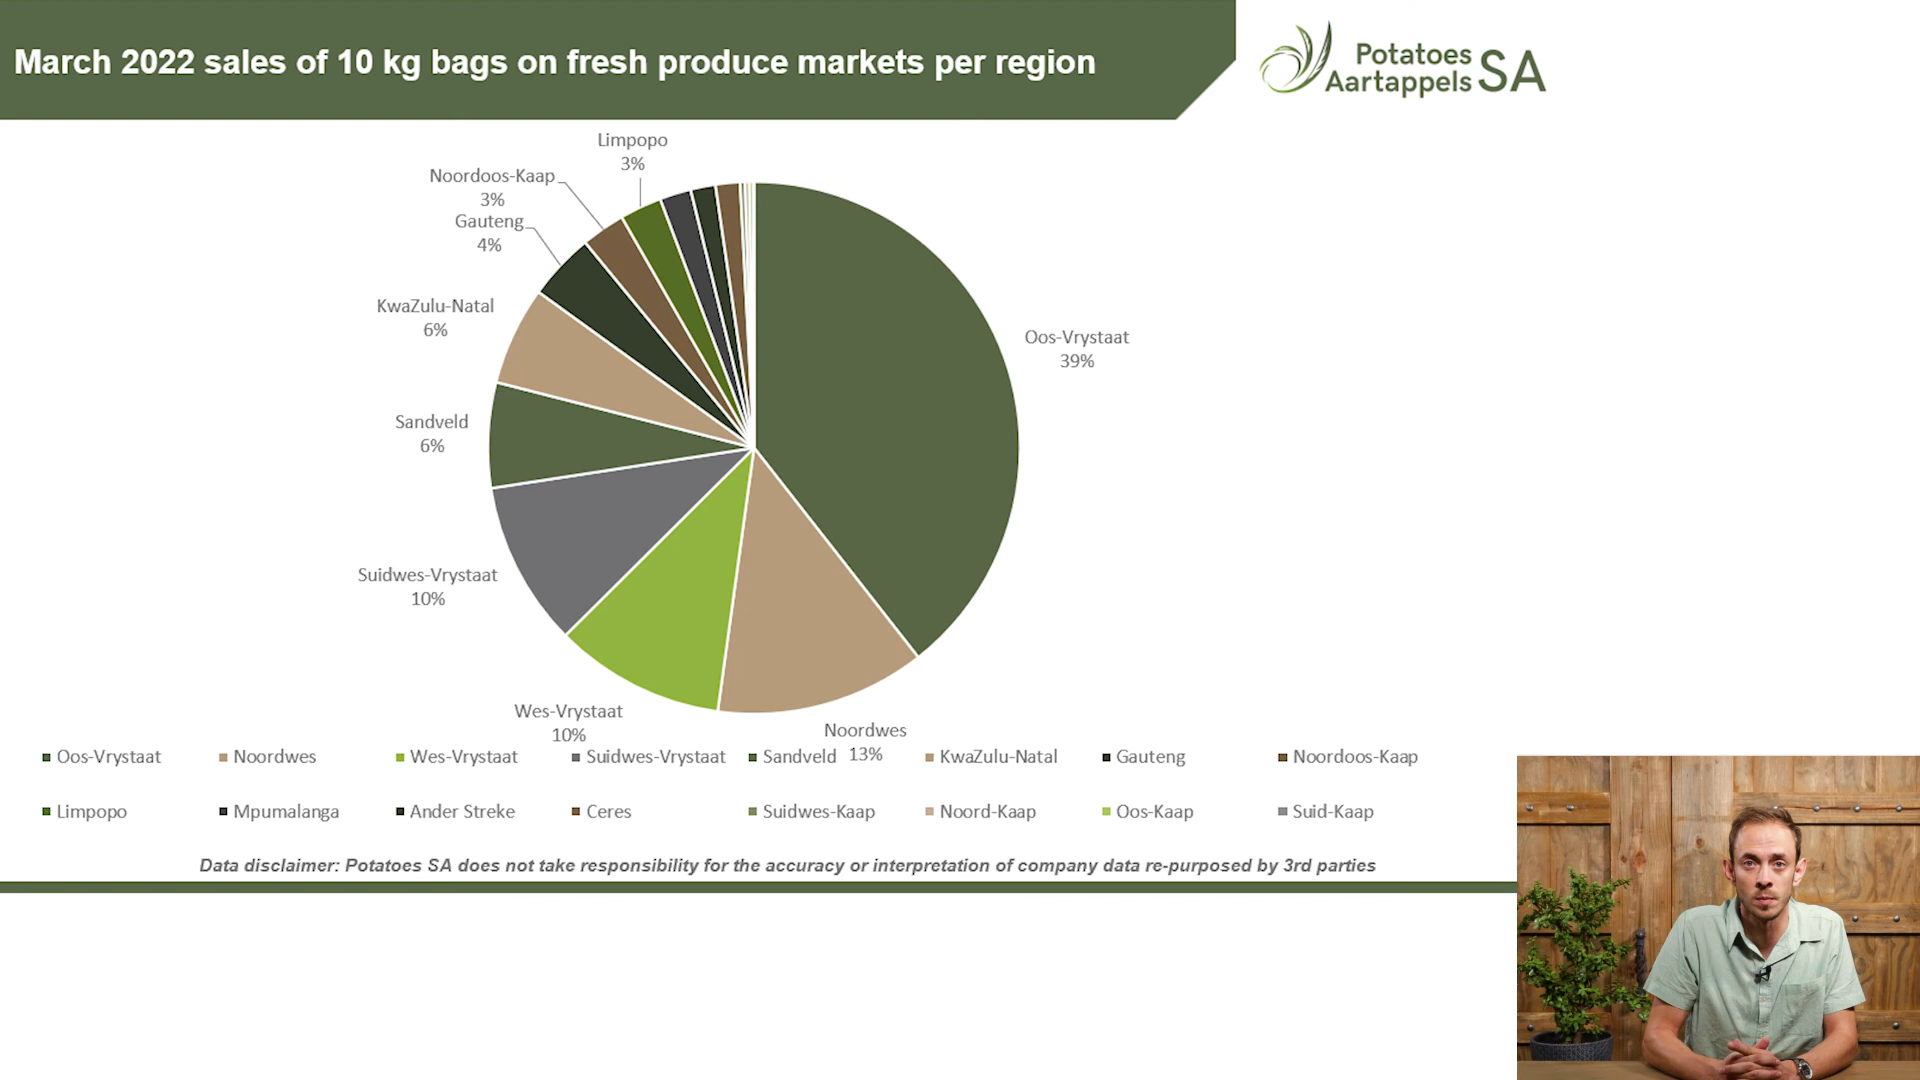 March 2022 sales of 10 kg bags on fresh produce markets per region
Potatoes
Aartappels SA
Limpopo
3%
Noordoos-Kaap
3%
Gauteng
4%
KwaZulu-Natal
6%
Oos-Vrystaat
39%
Sandveld
6%
Suidwes-Vrystaat
10%
Wes-Vrystaat
10%
Noordwes
13%
Oos-Vrystaat Noordwes Wes-Vrystaat Suidwes-Vrystaat Sandveld KwaZulu-Natal Gauteng Noordoos-Kaap
Limpopo Mpumalanga Ander Streke Ceres Suidwes-Kaap Noord-Kaap Oos-Kaap Suid-Kaap
Data disclaimer: Potatoes SA does not take responsibility for the accuracy or interpretation of company data re-purposed by 3rd parties